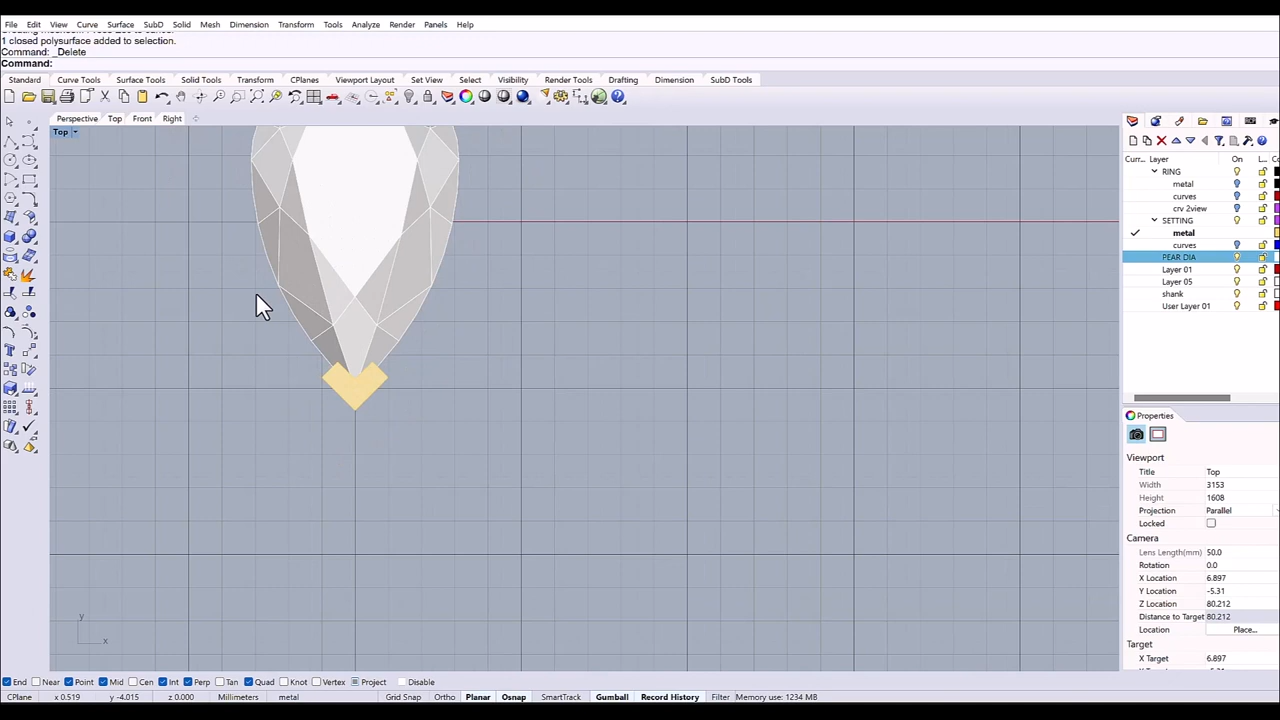 File Edit View Curve Surface SubD Solid Mesh Dimension Transform Tools Analyze Render Panels Help
1 closed polysurface added to selection.
Command: _Delete
Command:
Standard Curve Tools Surface Tools Solid Tools Transform CPlanes Viewport Layout Set View Select Visibility Render Tools Drafting Dimension SubD Tools
Perspective Top Front Right
Top
Layer On L...
RING
metal
curves
crv 2view
SETTING
metal
curves
PEAR DIA
Layer 01
Layer 05
shank
User Layer 01
Properties
Viewport
Title Top
Width 3153
Height 1608
Projection Parallel
Locked
Camera
Lens Length(mm) 50.0
Rotation 0.0
X Location 6.897
Y Location -5.31
Z Location 80.212
Distance to Target 80.212
Location Place...
Target
X Target 6.897
y
x
End Near Point Mid Cen Int Perp Tan Quad Knot Vertex Project Disable
CPlane x 0.519 y -4.015 z 0.000 Millimeters metal Grid Snap Ortho Planar Osnap SmartTrack Gumball Record History Filter Memory use: 1234 MB